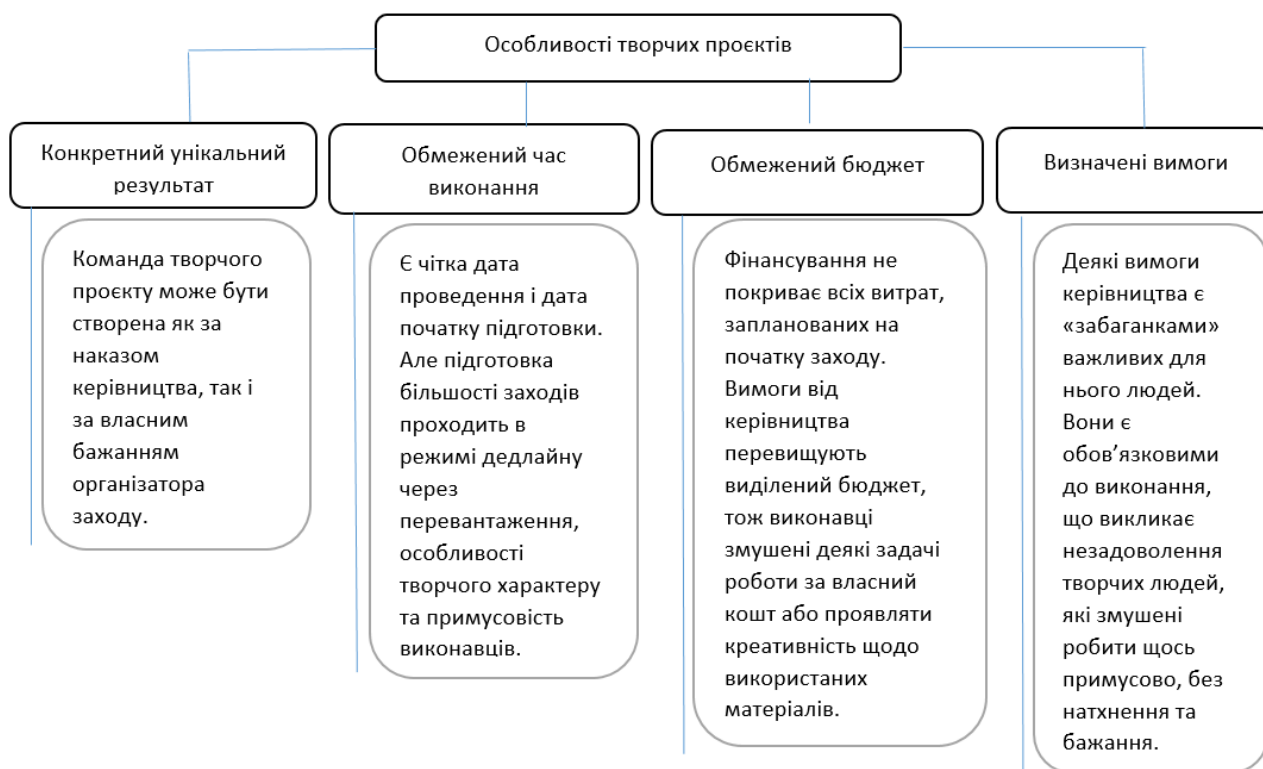 Особливості творчих проєктів
Конкретний унікальний
результат
Команда творчого
проєкту може бути
створена як за
наказом
керівництва, так і
за власним
бажанням
організатора
заходу.
Обмежений час
виконання
Є чітка дата
проведення і дата
початку підготовки.
Але підготовка
більшості заходів
проходить в
режимі дедлайну
через
перевантаження,
особливості
творчого характеру
та примусовість
виконавців.
Обмежений бюджет
Фінансування не
покриває всіх витрат,
запланованих на
початку заходу.
Вимоги від
керівництва
перевищують
виділений бюджет,
тож виконавці
змушені деякі задачі
роботи за власний
кошт або проявляти
креативність щодо
використаних
матеріалів.
Визначені вимоги
Деякі вимоги
керівництва є
«забаганками»
важливих для
нього людей.
Вони є
обов’язковими
до виконання,
що викликає
незадоволення
творчих людей,
які змушені
робити щось
примусово, без
натхнення та
бажання.